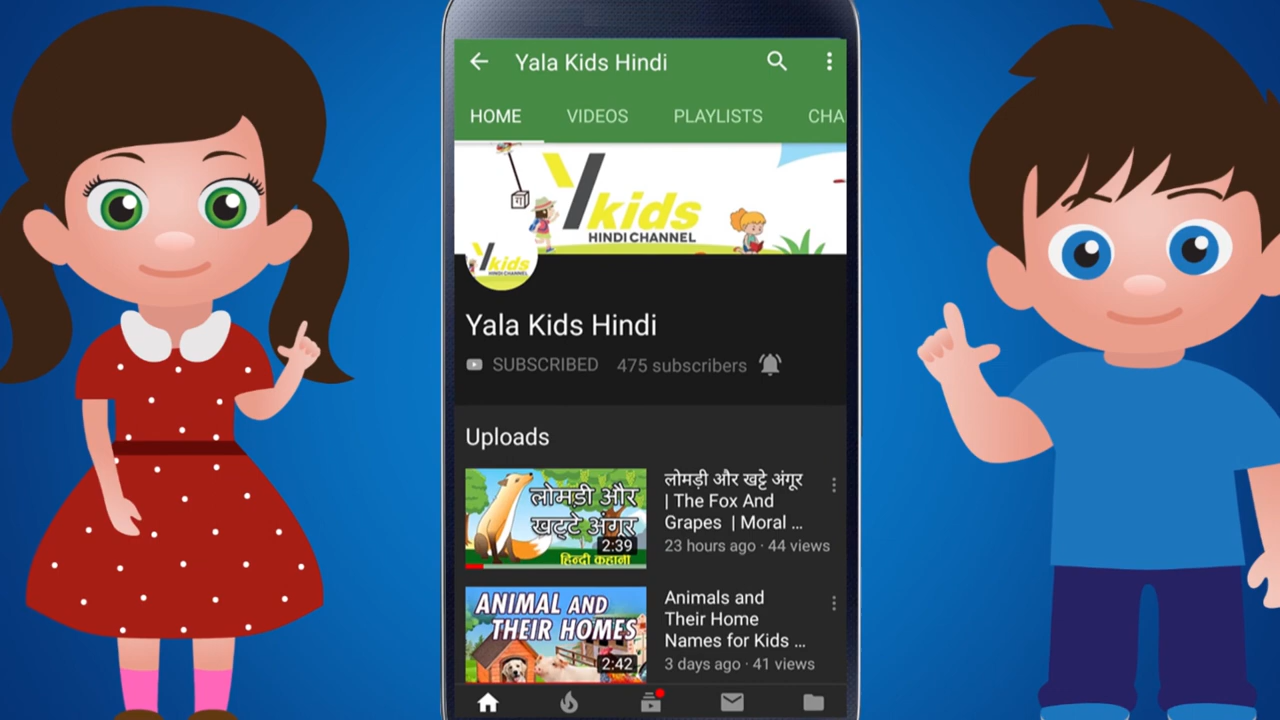 Yala Kids Hindi
HOME VIDEOS PLAYLISTS CHA
ग
Ykids
HINDI CHANNEL
Ykids
HINDI CHANNEL
Yala Kids Hindi
SUBSCRIBED 475 subscribers
Uploads
लोमड़ी और
खट्टे अंगूर
2:39
हिन्दी कहानी
लोमड़ी और खट्टे अंगूर
| The Fox And
Grapes | Moral ...
23 hours ago · 44 views
ANIMAL AND
THEIR HOMES
2:42
Animals and
Their Home
Names for Kids ...
3 days ago · 41 views